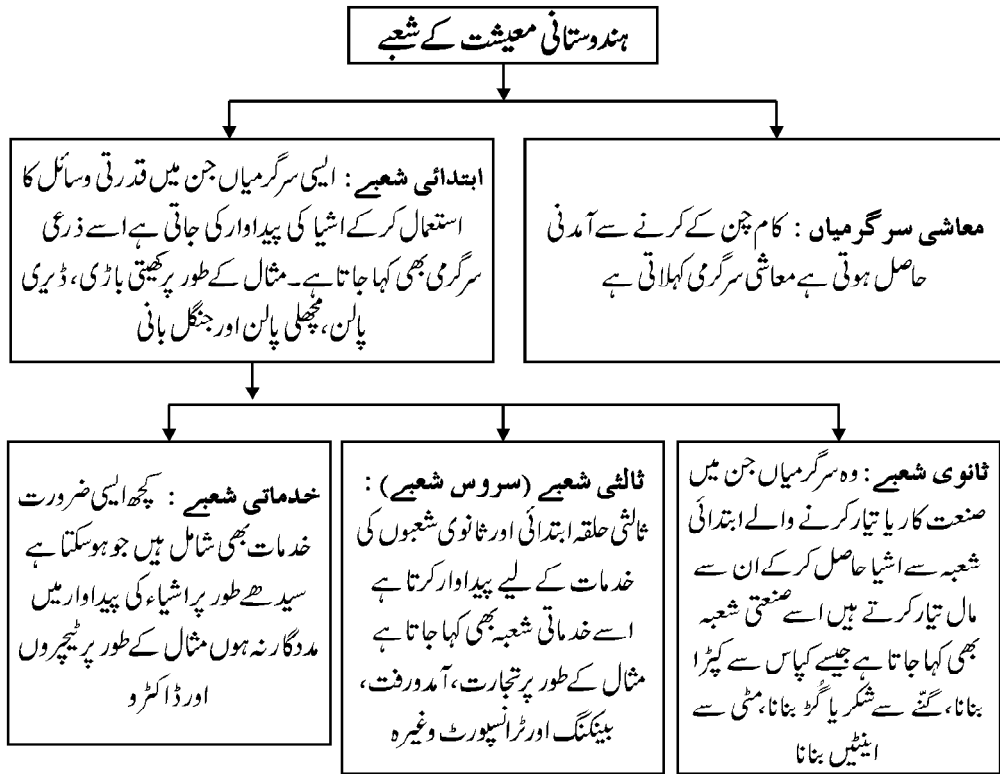 ہندوستانی معیشت کے شعبے
معاشی سرگرمیاں : کام چن کے کرنے سے آمدنی
حاصل ہوتی ہے معاشی سرگرمی کہلاتی ہے
ابتدائی شعبے : ایسی سرگرمیاں جن میں قدرتی وسائل کا
استعمال کرکے اشیا کی پیداوار کی جاتی ہے اسے ذرعی
سرگرمی بھی کہا جاتا ہے۔ مثال کے طور پر کھیتی باڑی، ڈیری
پالن، مچھلی پالن اور جنگل بانی
ثانوی شعبے : وہ سرگرمیاں جن میں
صنعت کار یا تیار کرنے والے ابتدائی
شعبہ سے اشیا حاصل کرکے ان سے
مال تیار کرتے ہیں اسے صنعتی شعبہ
بھی کہا جاتا ہے جیسے کپاس سے کپڑا
بنانا، گنّے سے شکر یا گُڑ بنانا، مٹی سے
اینٹیں بنانا
ثالثی شعبے (سروس شعبے) :
ثالثی حلقہ ابتدائی اور ثانوی شعبوں کی
خدمات کے لیے پیداوار کرتا ہے
اسے خدماتی شعبہ بھی کہا جاتا ہے
مثال کے طور پر تجارت، آمدورفت،
بینکنگ اور ٹرانسپورٹ وغیرہ
خدماتی شعبے : کچھ ایسی ضرورت
خدمات بھی شامل ہیں جو ہوسکتا ہے
سیدھے طور پر اشیاء کی پیداوار میں
مددگار نہ ہوں مثال کے طور پر ٹیچروں
اور ڈاکٹرو